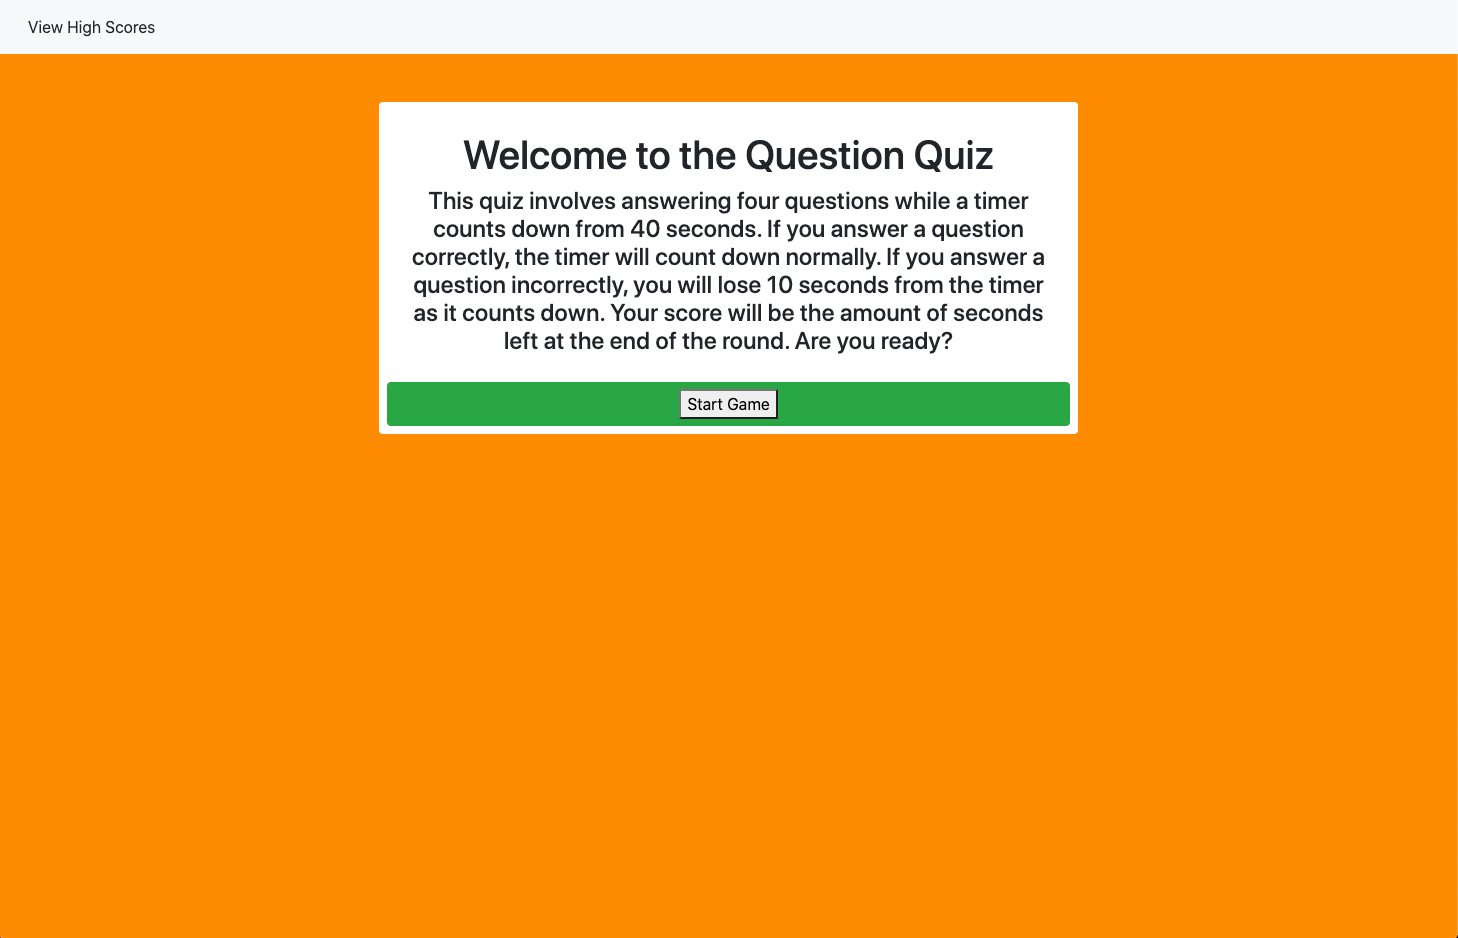 View High Scores
Welcome to the Question Quiz
This quiz involves answering four questions while a timer
counts down from 40 seconds. If you answer a question
correctly, the timer will count down normally. If you answer a
question incorrectly, you will lose 10 seconds from the timer
as it counts down. Your score will be the amount of seconds
left at the end of the round. Are you ready?
Start Game